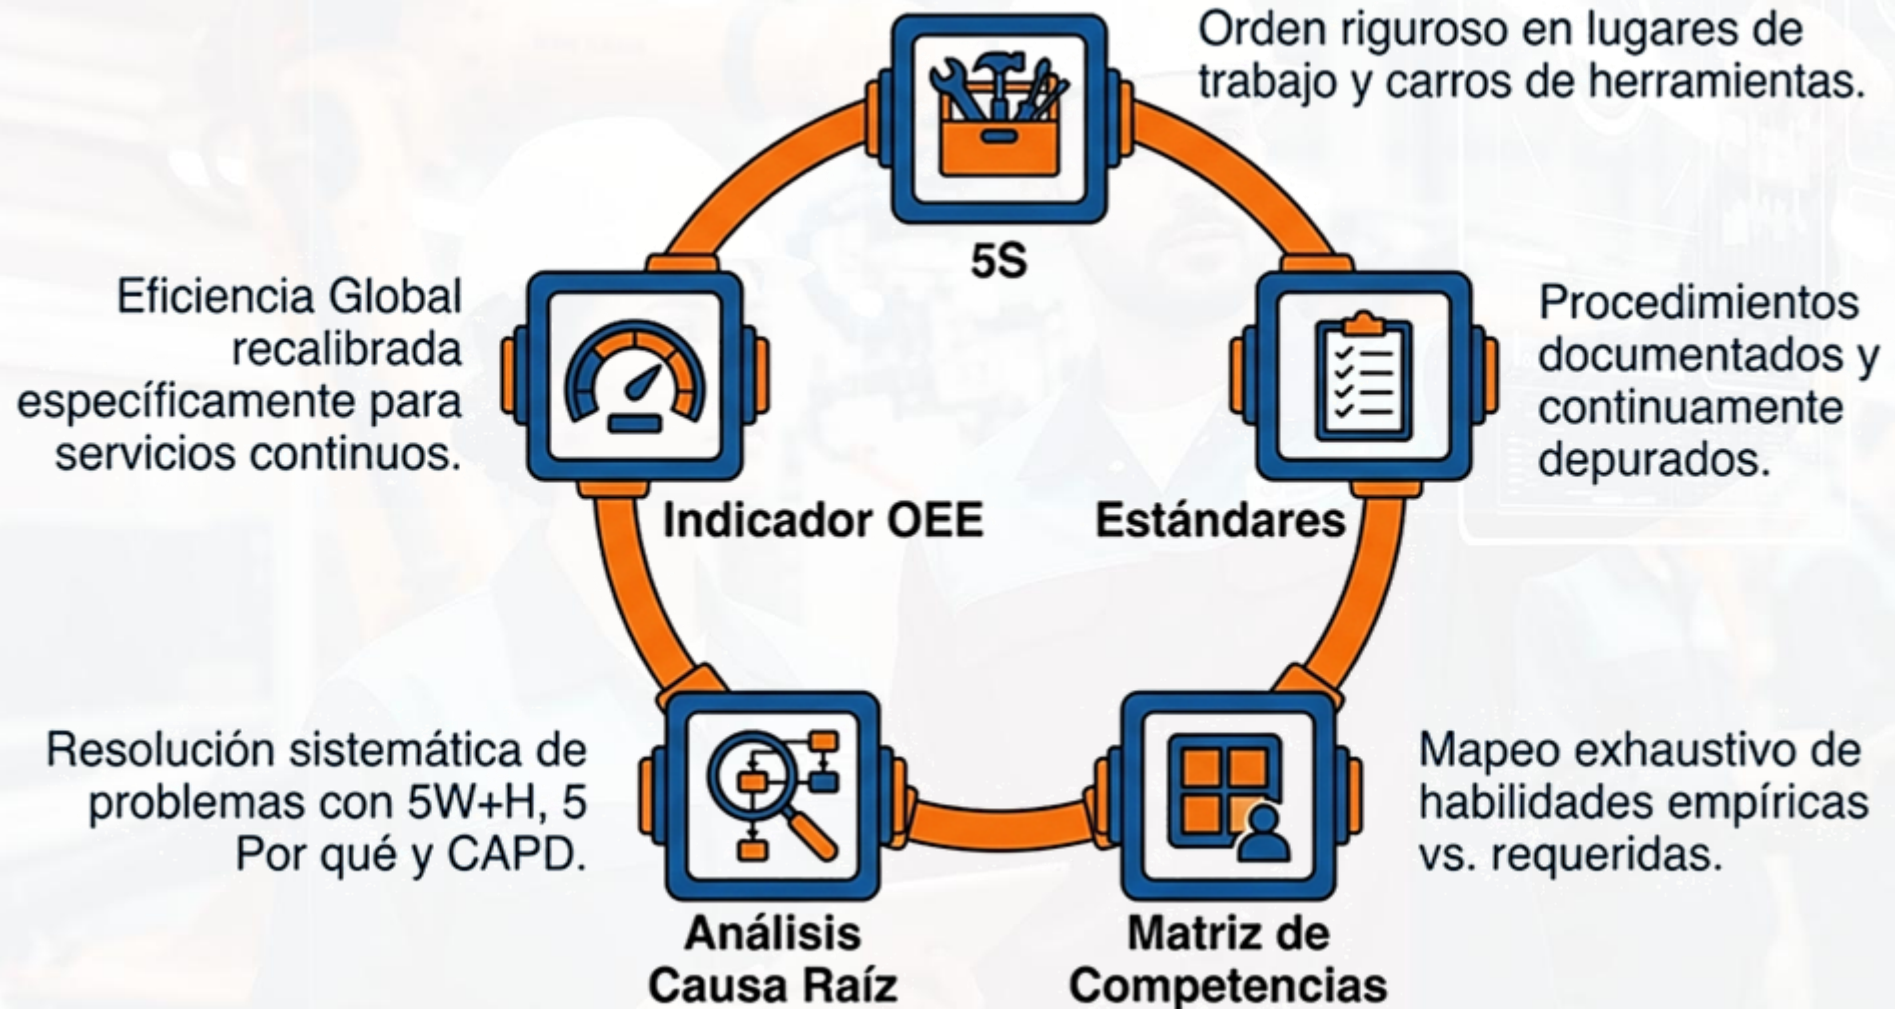 Orden riguroso en lugares de
trabajo y carros de herramientas.
5S
Eficiencia Global
recalibrada
específicamente para
servicios continuos.
Indicador OEE
Estándares
Procedimientos
documentados y
continuamente
depurados.
Resolución sistemática de
problemas con 5W+H, 5
Por qué y CAPD.
Análisis
Causa Raíz
Matriz de
Competencias
Mapeo exhaustivo de
habilidades empíricas
vs. requeridas.